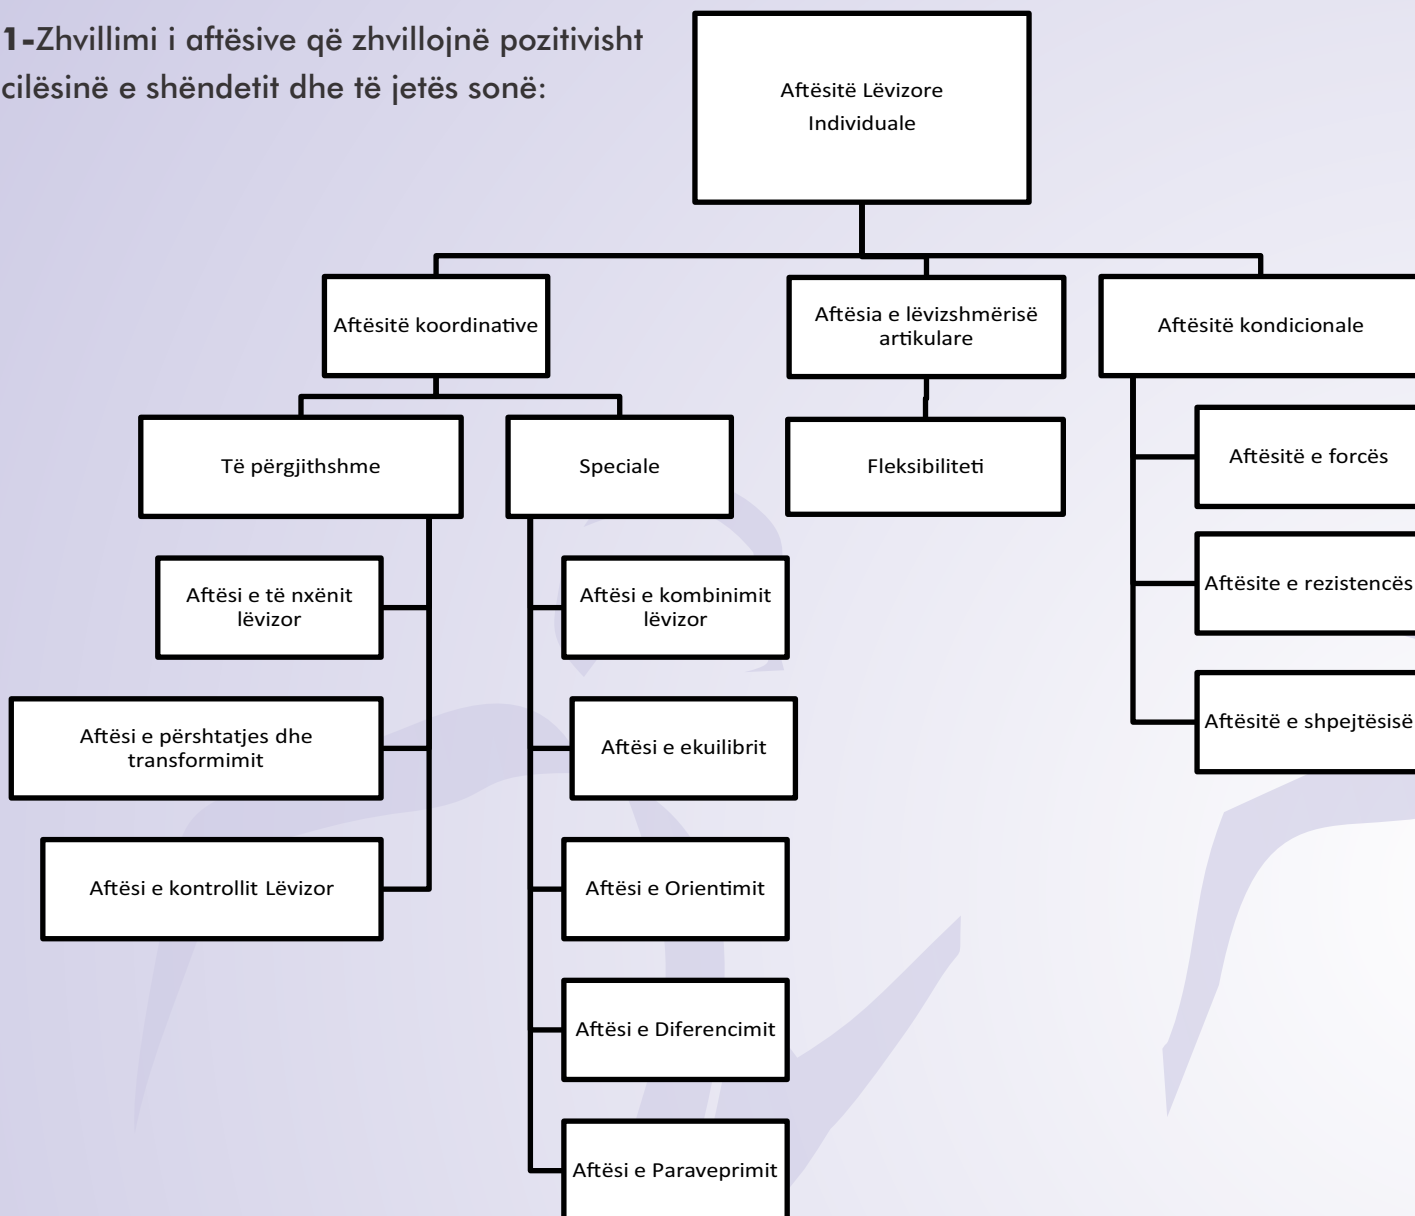 1-Zhvillimi i aftësive që zhvillojnë pozitivisht
cilësinë e shëndetit dhe të jetës sonë:
Aftësitë Lëvizore
Individuale
Aftësitë koordinative
Aftësia e lëvizshmërisë
artikulare
Aftësitë kondicionale
Të përgjithshme
Speciale
Fleksibiliteti
Aftësitë e forcës
Aftësi e të nxënit
lëvizor
Aftësi e kombinimit
lëvizor
Aftësite e rezistencës
Aftësi e përshtatjes dhe
transformimit
Aftësi e ekuilibrit
Aftësitë e shpejtësisë
Aftësi e kontrollit Lëvizor
Aftësi e Orientimit
Aftësi e Diferencimit
Aftësi e Paraveprimit